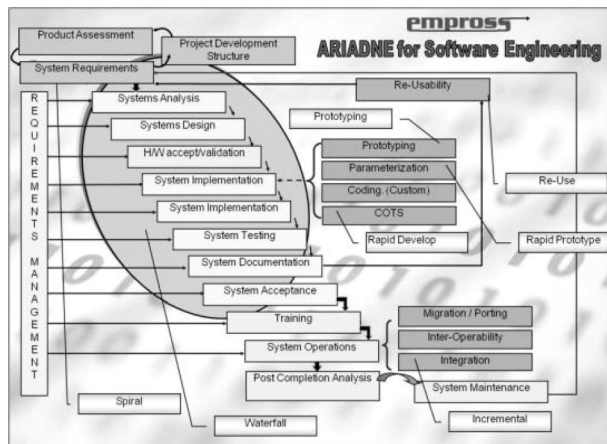 empross
ARIADNE for Software Engineering
Product Assessment
Project Development
Structure
System Requirements
REQUIREMENTS MANAGEMENT
Systems Analysis
Systems Design
H/W accept/validation
System Implementation
System Implementation
System Testing
System Documentation
System Acceptance
Training
System Operations
Post Completion Analysis
Re-Usability
Prototyping
Prototyping
Parameterization
Coding. (Custom)
COTS
Re-Use
Rapid Develop
Rapid Prototype
Migration / Porting
Inter-Operability
Integration
System Maintenance
Spiral
Waterfall
Incremental